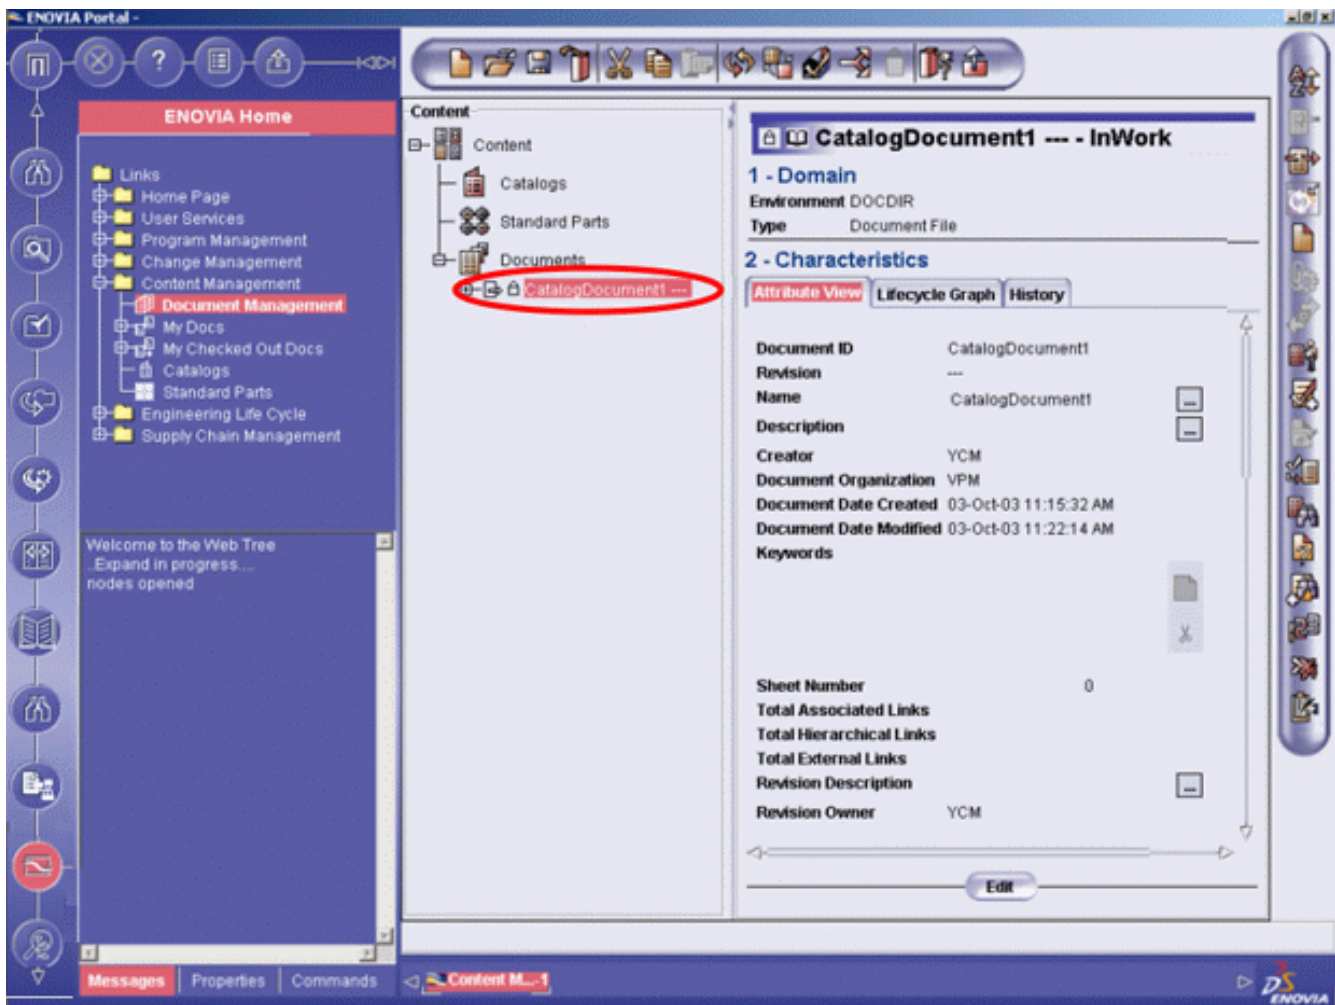 ENOVIA Portal -
ENOVIA Home
Links
Home Page
User Services
Program Management
Change Management
Content Management
Document Management
My Docs
My Checked Out Docs
Catalogs
Standard Parts
Engineering Life Cycle
Supply Chain Management
Welcome to the Web Tree
..Expand in progress....
nodes opened
Messages Properties Commands
Content
Content
Catalogs
Standard Parts
Documents
CatalogDocument1 ---
CatalogDocument1 --- - InWork
1 - Domain
Environment DOCDIR
Type Document File
2 - Characteristics
Attribute View Lifecycle Graph History
Document ID CatalogDocument1
Revision ---
Name CatalogDocument1 ...
Description ...
Creator YCM
Document Organization VPM
Document Date Created 03-Oct-03 11:15:32 AM
Document Date Modified 03-Oct-03 11:22:14 AM
Keywords
Sheet Number 0
Total Associated Links
Total Hierarchical Links
Total External Links
Revision Description ...
Revision Owner YCM
Edit
Content M...-1
ENOVIA